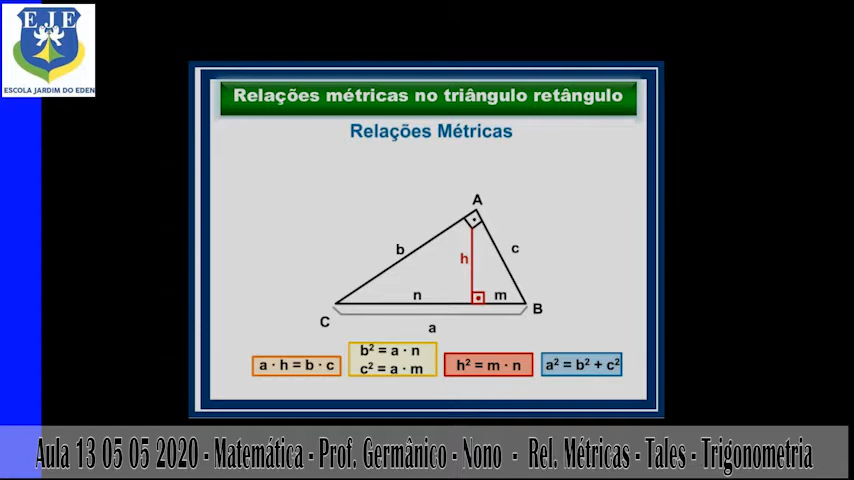 EJE
ESCOLA JARDIM DO EDEN
Relações métricas no triângulo retângulo
Relações Métricas
A
b
c
h
n
m
C
B
a
a · h = b · c
b² = a · n
c² = a · m
h² = m · n
a² = b² + c²
Aula 13 05 05 2020 - Matemática - Prof. Germânico - Nono - Rel. Métricas - Tales - Trigonometria